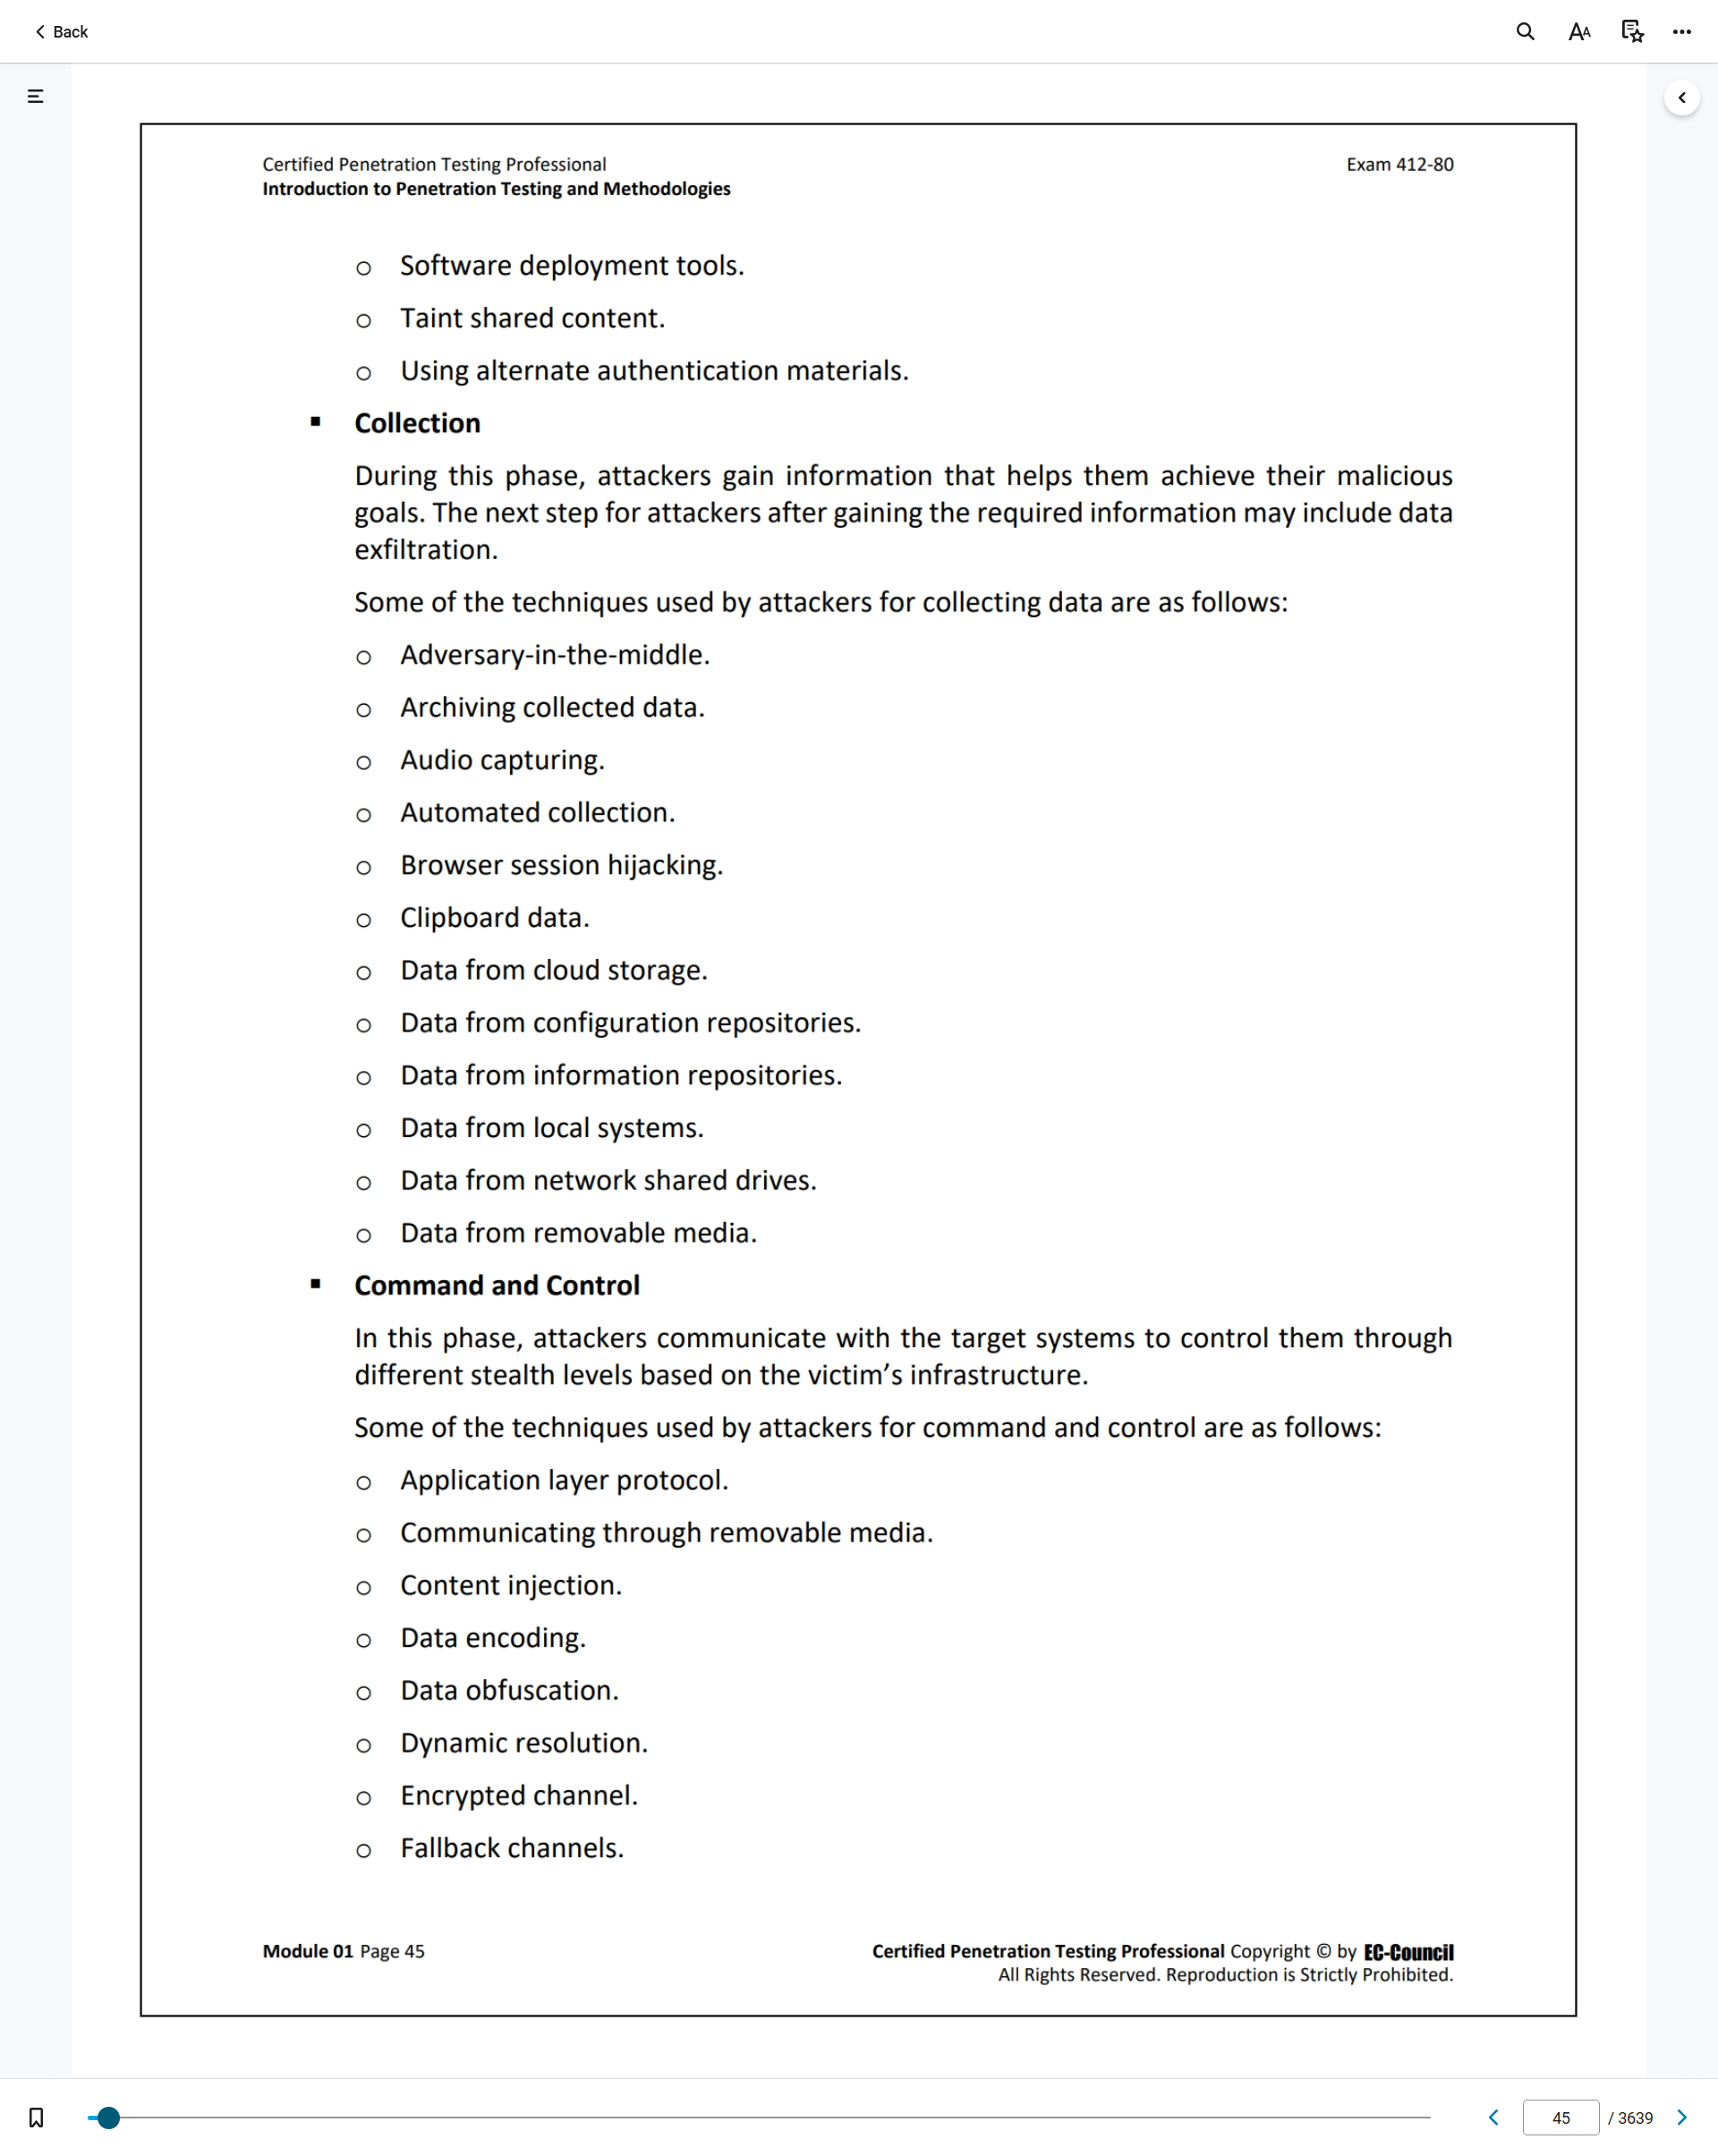 Back
Certified Penetration Testing Professional
Exam 412-80
Introduction to Penetration Testing and Methodologies
o Software deployment tools.
o Taint shared content.
o Using alternate authentication materials.
▪ Collection
During this phase, attackers gain information that helps them achieve their malicious
goals. The next step for attackers after gaining the required information may include data
exfiltration.
Some of the techniques used by attackers for collecting data are as follows:
o Adversary-in-the-middle.
o Archiving collected data.
o Audio capturing.
o Automated collection.
o Browser session hijacking.
o Clipboard data.
o Data from cloud storage.
o Data from configuration repositories.
o Data from information repositories.
o Data from local systems.
o Data from network shared drives.
o Data from removable media.
▪ Command and Control
In this phase, attackers communicate with the target systems to control them through
different stealth levels based on the victim’s infrastructure.
Some of the techniques used by attackers for command and control are as follows:
o Application layer protocol.
o Communicating through removable media.
o Content injection.
o Data encoding.
o Data obfuscation.
o Dynamic resolution.
o Encrypted channel.
o Fallback channels.
Module 01 Page 45
Certified Penetration Testing Professional Copyright © by EC-Council
All Rights Reserved. Reproduction is Strictly Prohibited.
45 / 3639